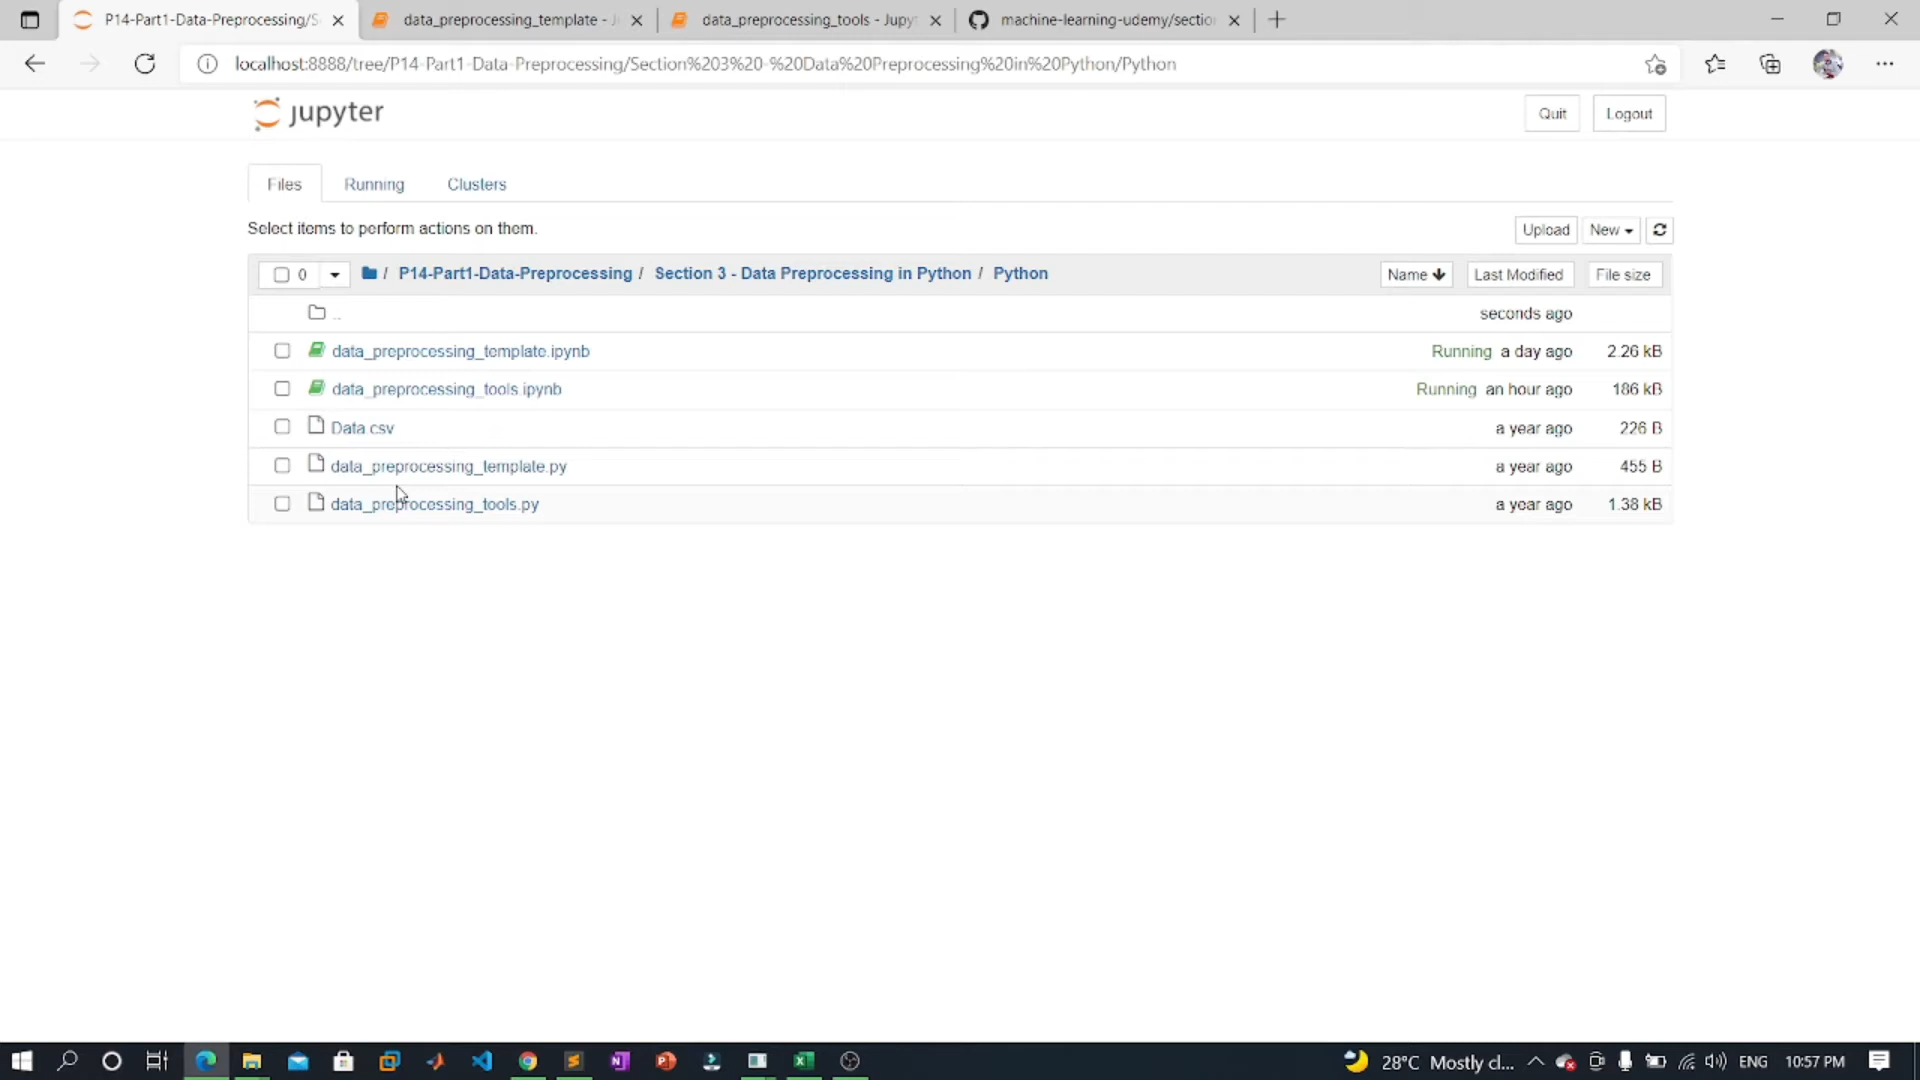 P14-Part1-Data-Preprocessing/S
data_preprocessing_template - J
data_preprocessing_tools - Jupyt
machine-learning-udemy/sectio
localhost:8888/tree/P14-Part1-Data-Preprocessing/Section%203%20-%20Data%20Preprocessing%20in%20Python/Python
jupyter
Quit
Logout
Files
Running
Clusters
Select items to perform actions on them.
Upload
New
0
/ P14-Part1-Data-Preprocessing / Section 3 - Data Preprocessing in Python / Python
Name
Last Modified
File size
..
seconds ago
data_preprocessing_template.ipynb
Running a day ago
2.26 kB
data_preprocessing_tools.ipynb
Running an hour ago
186 kB
Data.csv
a year ago
226 B
data_preprocessing_template.py
a year ago
455 B
data_preprocessing_tools.py
a year ago
1.38 kB
28°C Mostly cl...
ENG
10:57 PM